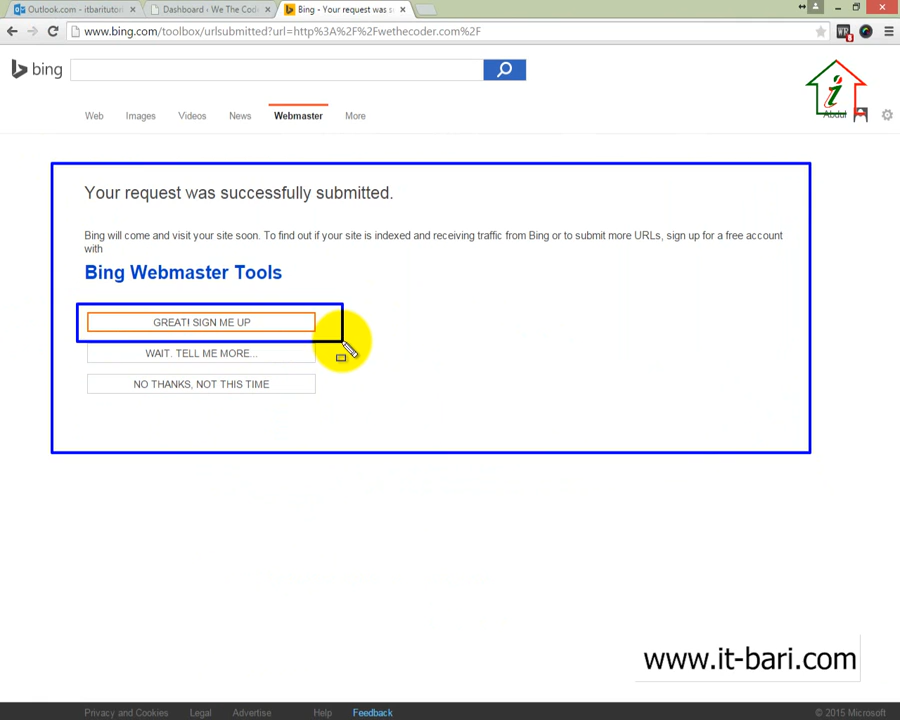 Outlook.com - itbaritutori
Dashboard ‹ We The Cod
Bing - Your request was s
www.bing.com/toolbox/urlsubmitted?url=http%3A%2F%2Fwethecoder.com%2F
bing
Web Images Videos News Webmaster More
i
Abdul
Your request was successfully submitted.
Bing will come and visit your site soon. To find out if your site is indexed and receiving traffic from Bing or to submit more URLs, sign up for a free account
with
Bing Webmaster Tools
GREAT! SIGN ME UP
WAIT. TELL ME MORE...
NO THANKS, NOT THIS TIME
www.it-bari.com
Privacy and Cookies Legal Advertise Help Feedback © 2015 Microsoft